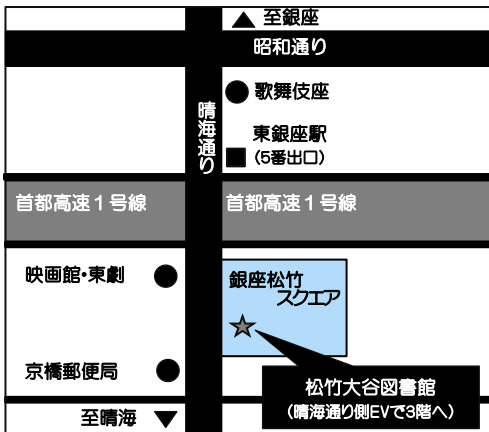 ▲ 至銀座
昭和通り
晴海通り
● 歌舞伎座
東銀座駅
■ (5番出口)
首都高速1号線
首都高速1号線
映画館・東劇 ●
銀座松竹
スクエア
京橋郵便局 ●
松竹大谷図書館
(晴海通り側EVで3階へ)
至晴海 ▼